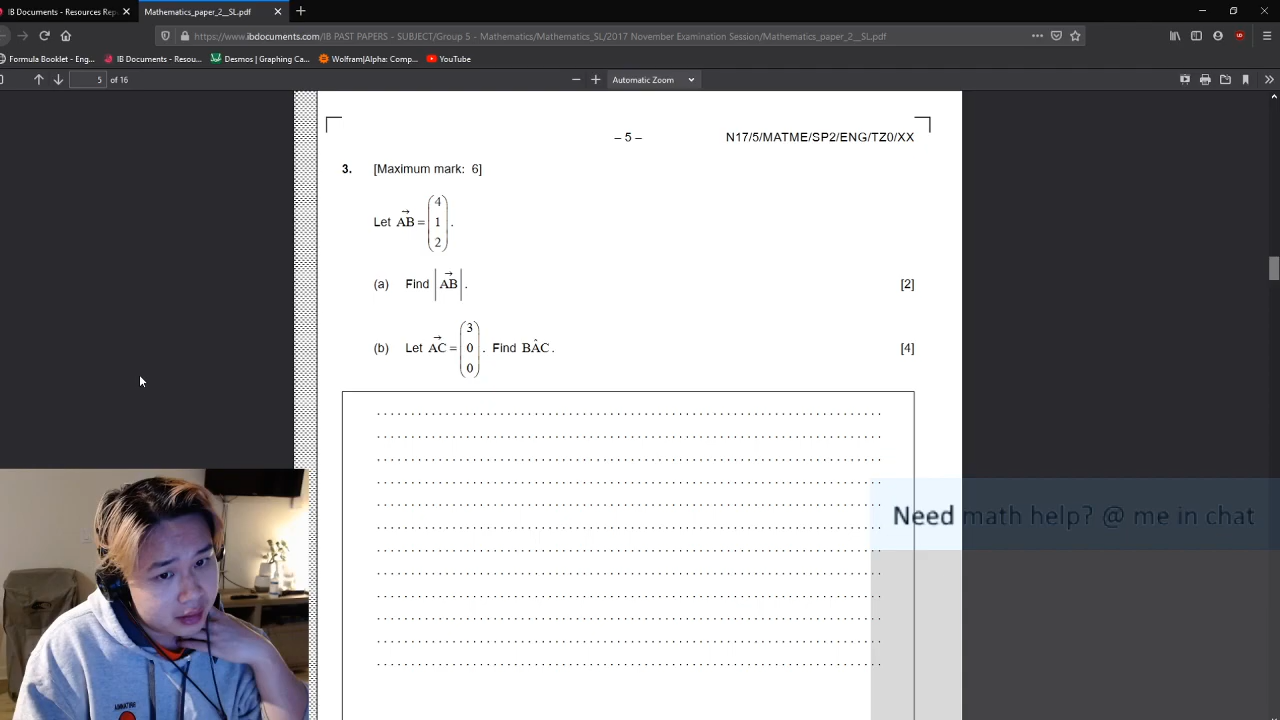 IB Documents - Resources Rep
Mathematics_paper_2__SL.pdf
https://www.ibdocuments.com/IB PAST PAPERS - SUBJECT/Group 5 - Mathematics/Mathematics_SL/2017 November Examination Session/Mathematics_paper_2__SL.pdf
Formula Booklet - Eng...
IB Documents - Resou...
Desmos | Graphing Ca...
Wolfram|Alpha: Comp...
YouTube
5 of 16
Automatic Zoom
– 5 –
N17/5/MATME/SP2/ENG/TZ0/XX
3. [Maximum mark: 6]
Let AB⃗ = (4 1 2).
(a) Find |AB⃗|. [2]
(b) Let AC⃗ = (3 0 0). Find BÂC. [4]
Need math help? @ me in chat